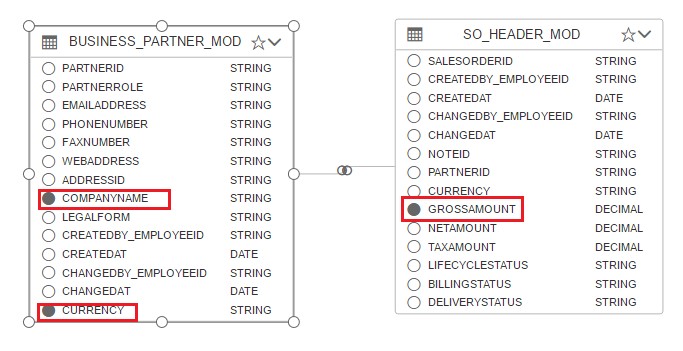 BUSINESS_PARTNER_MOD
PARTNERID STRING
PARTNERROLE STRING
EMAILADDRESS STRING
PHONENUMBER STRING
FAXNUMBER STRING
WEBADDRESS STRING
ADDRESSID STRING
COMPANYNAME STRING
LEGALFORM STRING
CREATEDBY_EMPLOYEEID STRING
CREATEDAT DATE
CHANGEDBY_EMPLOYEEID STRING
CHANGEDAT DATE
CURRENCY STRING
SO_HEADER_MOD
SALESORDERID STRING
CREATEDBY_EMPLOYEEID STRING
CREATEDAT DATE
CHANGEDBY_EMPLOYEEID STRING
CHANGEDAT DATE
NOTEID STRING
PARTNERID STRING
CURRENCY STRING
GROSSAMOUNT DECIMAL
NETAMOUNT DECIMAL
TAXAMOUNT DECIMAL
LIFECYCLESTATUS STRING
BILLINGSTATUS STRING
DELIVERYSTATUS STRING